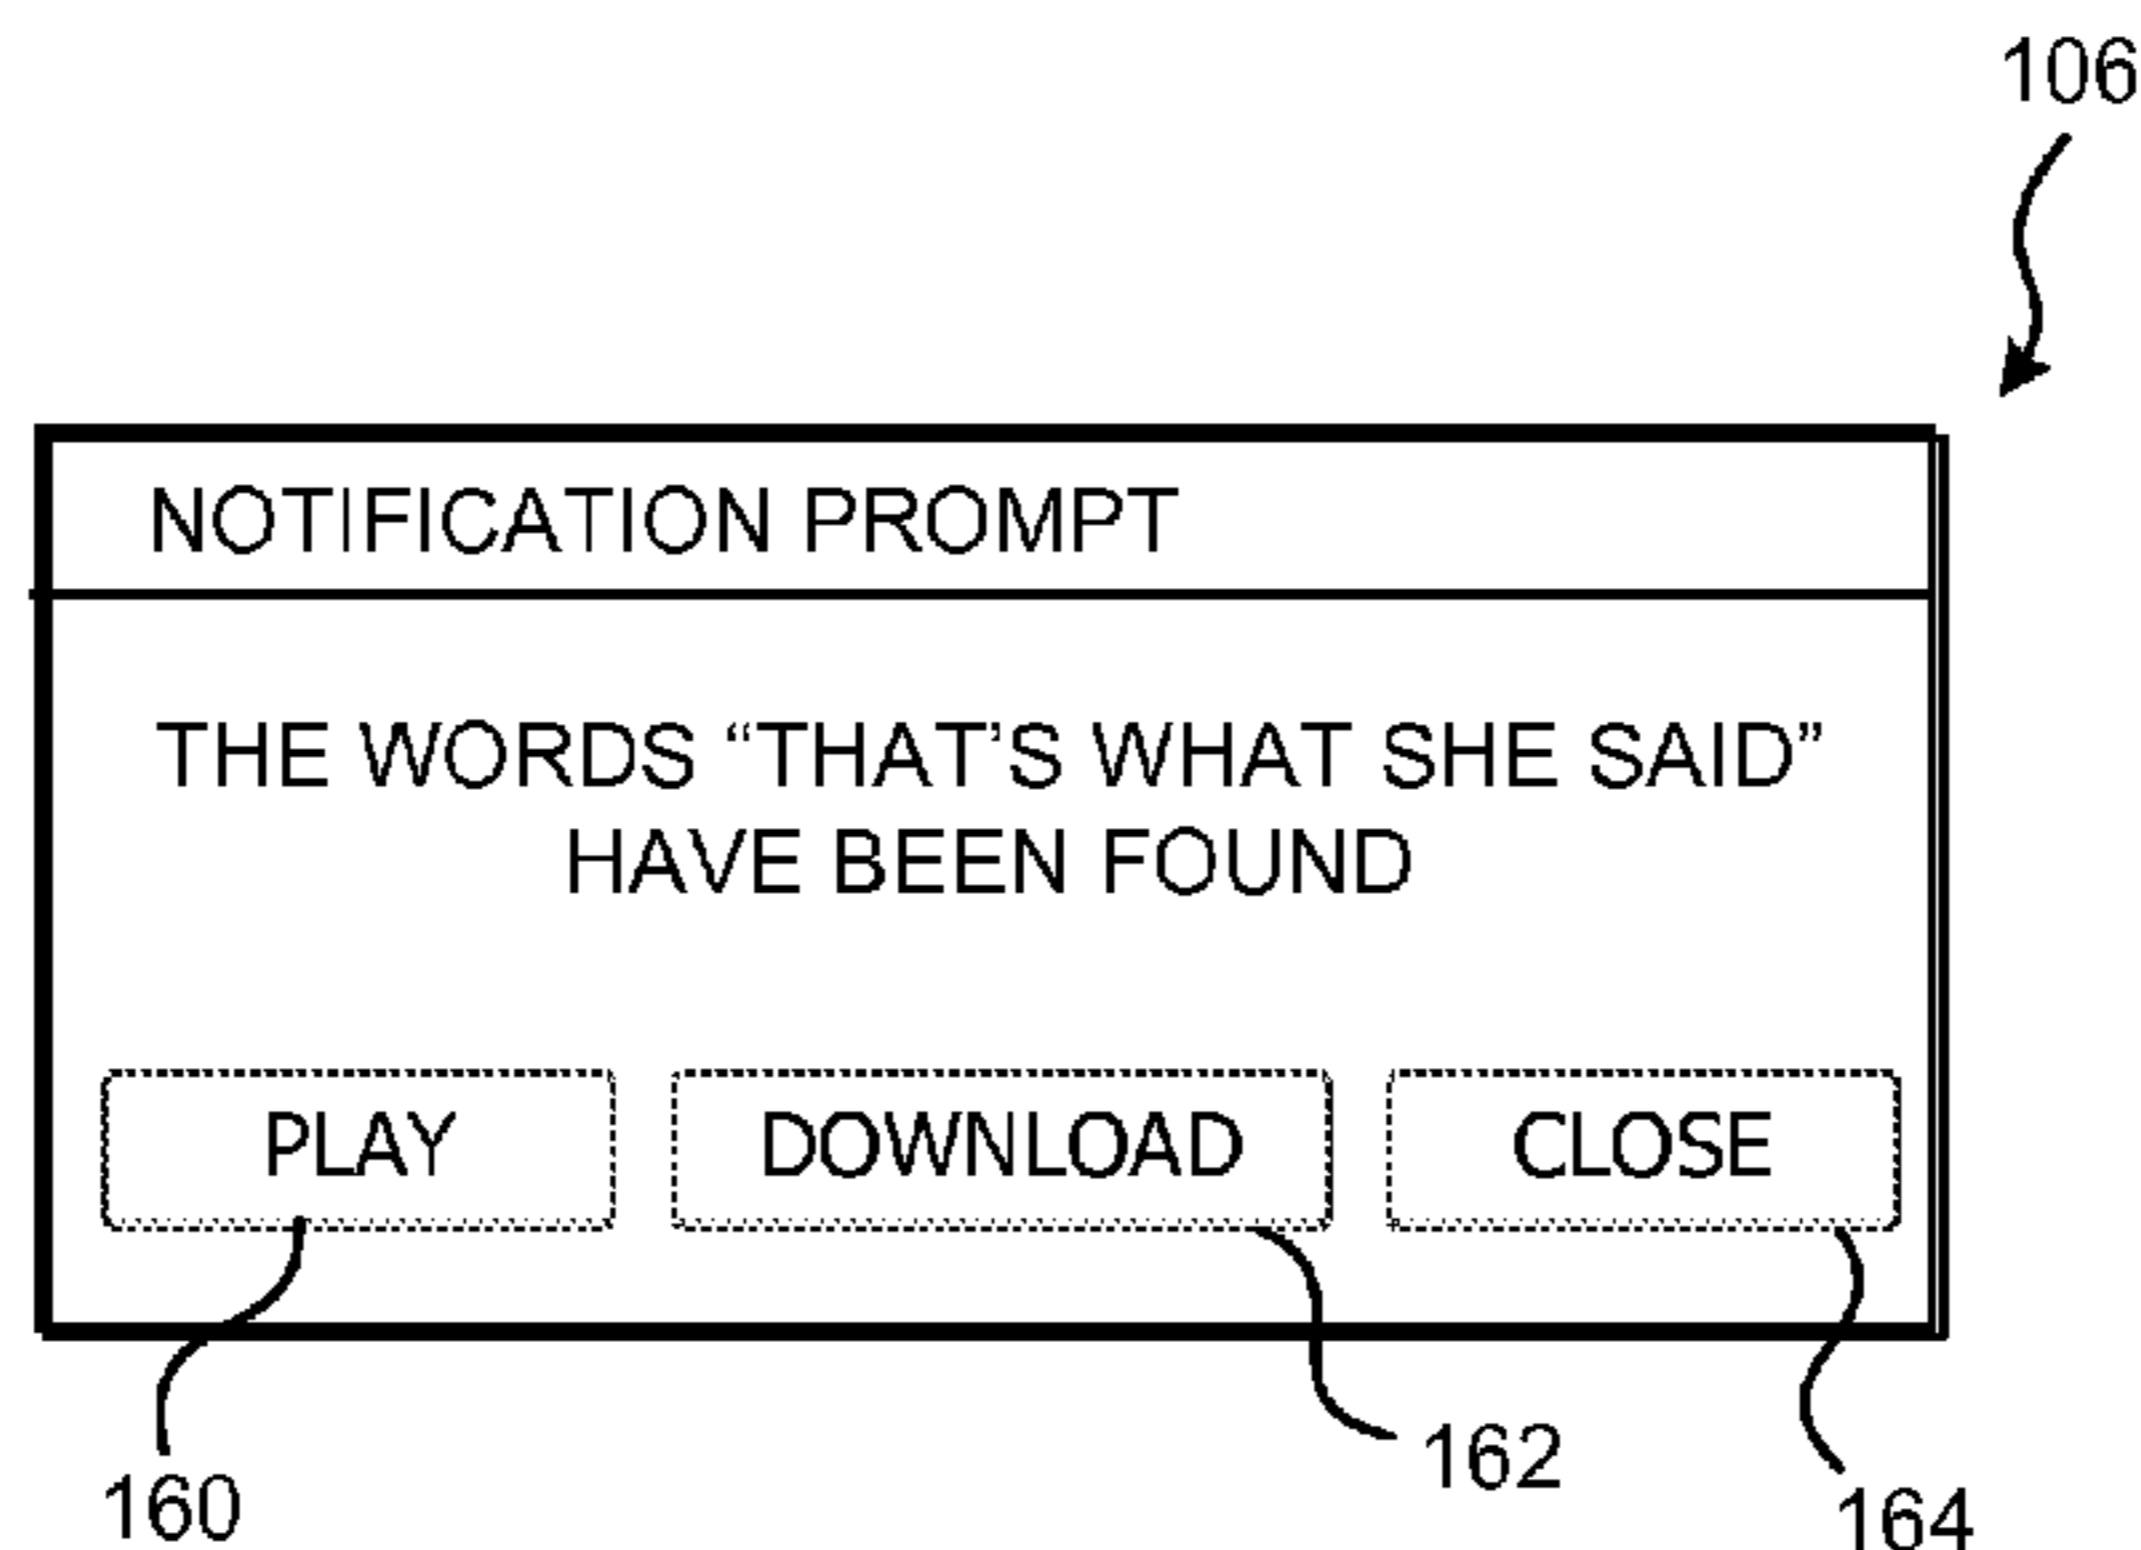 106
NOTIFICATION PROMPT
THE WORDS “THAT’S WHAT SHE SAID”
HAVE BEEN FOUND
PLAY DOWNLOAD CLOSE
160 162 164